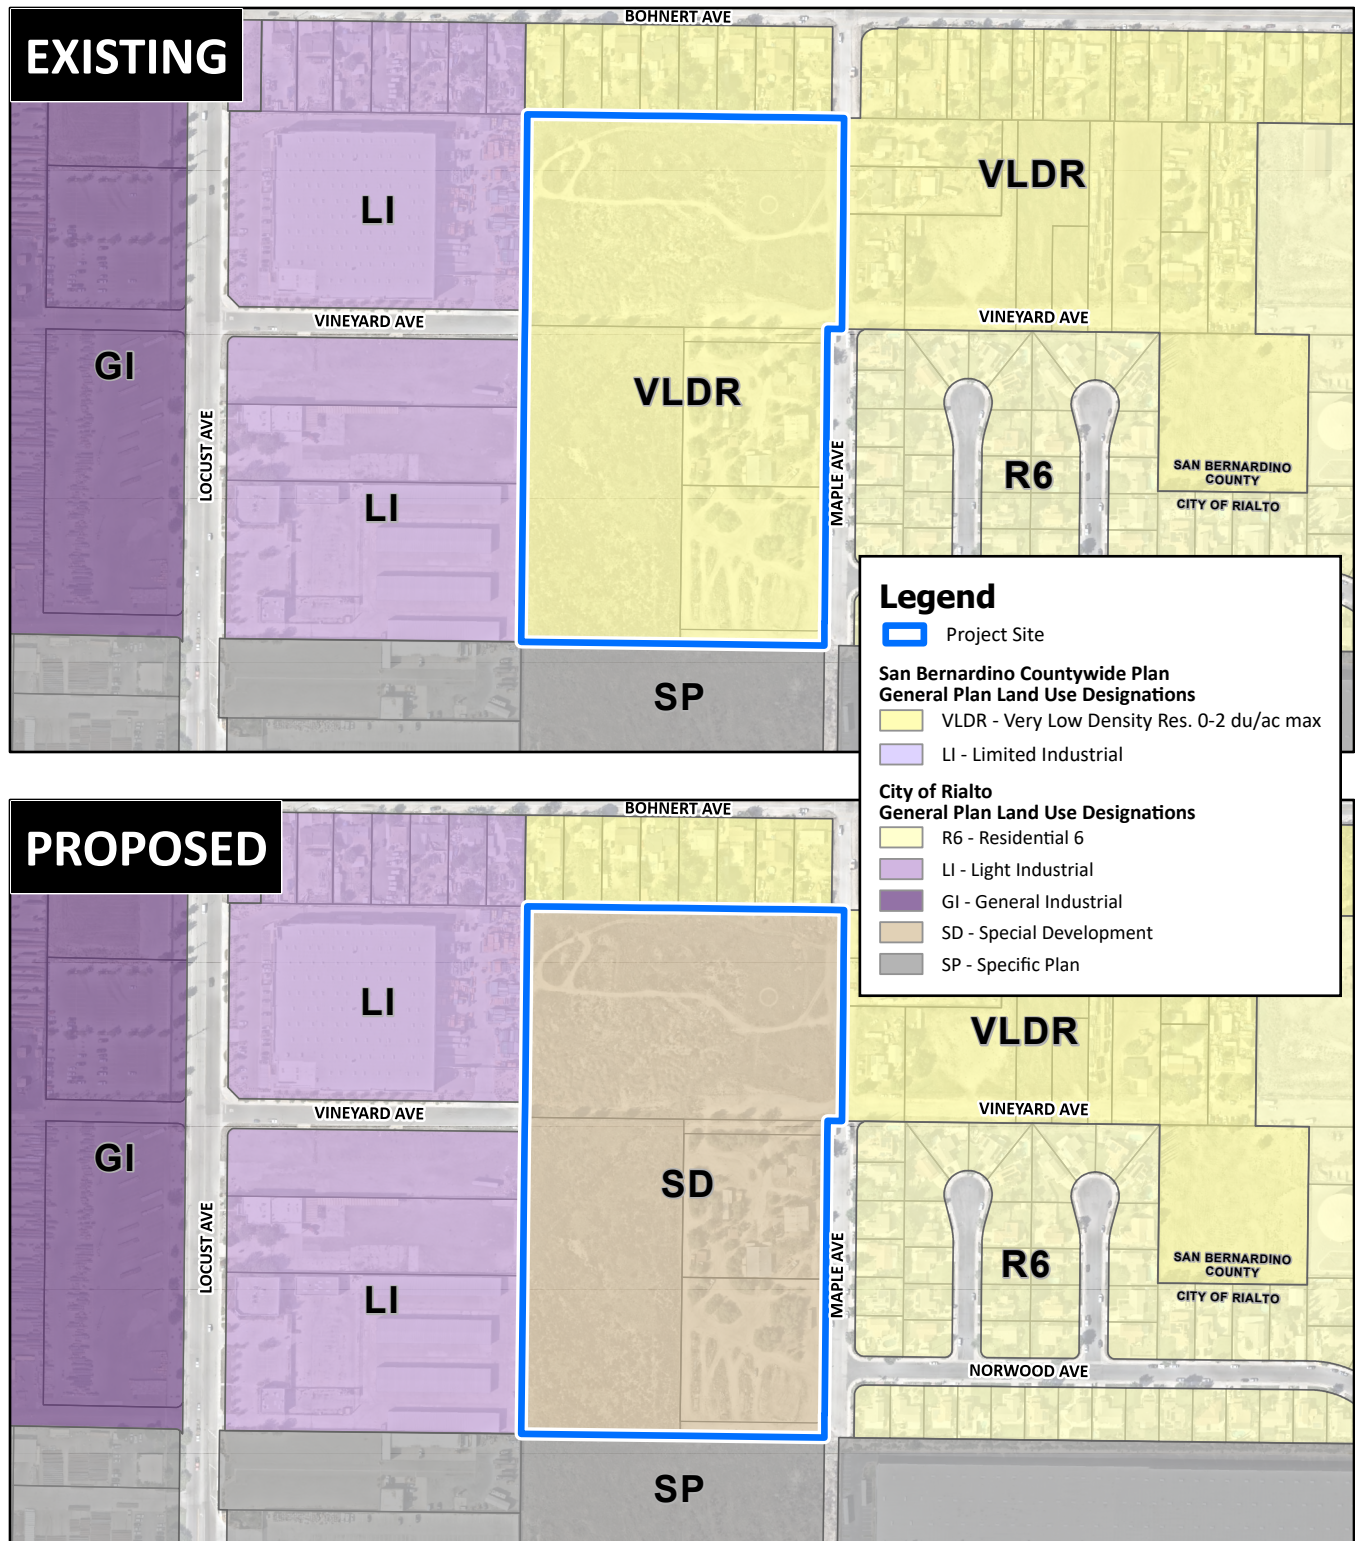 EXISTING
BOHNERT AVE
LI
VLDR
VINEYARD AVE
VINEYARD AVE
GI
VLDR
LOCUST AVE
MAPLE AVE
R6
SAN BERNARDINO
COUNTY
CITY OF RIALTO
LI
SP
Legend
Project Site
San Bernardino Countywide Plan
General Plan Land Use Designations
VLDR - Very Low Density Res. 0-2 du/ac max
LI - Limited Industrial
City of Rialto
General Plan Land Use Designations
R6 - Residential 6
LI - Light Industrial
GI - General Industrial
SD - Special Development
SP - Specific Plan
PROPOSED
BOHNERT AVE
LI
VLDR
VINEYARD AVE
VINEYARD AVE
GI
SD
LOCUST AVE
MAPLE AVE
R6
SAN BERNARDINO
COUNTY
CITY OF RIALTO
LI
NORWOOD AVE
SP